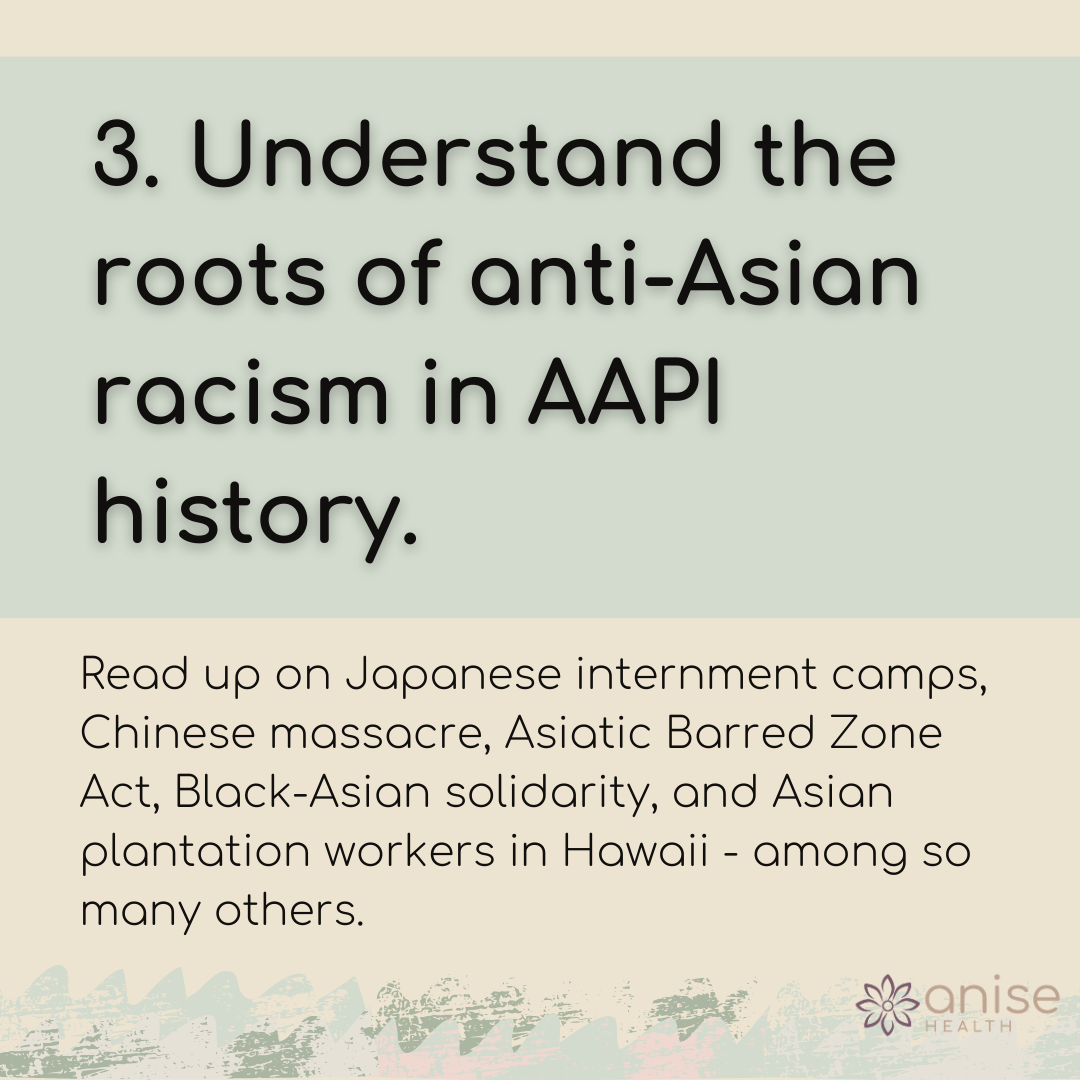 3. Understand the
roots of anti-Asian
racism in AAPI
history.
Read up on Japanese internment camps,
Chinese massacre, Asiatic Barred Zone
Act, Black-Asian solidarity, and Asian
plantation workers in Hawaii - among so
many others.
anise
HEALTH